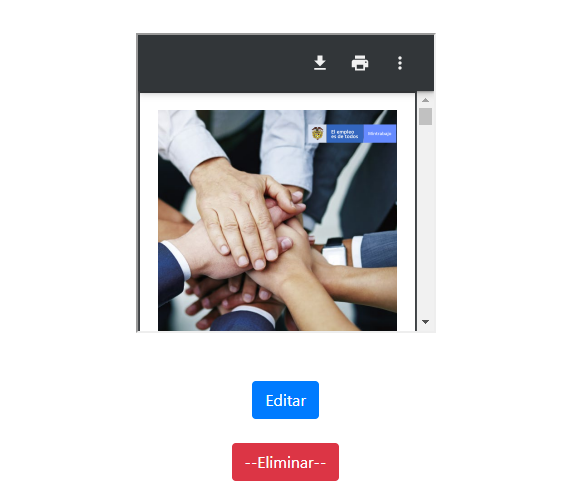 El empleo
es de todos
Mintrabajo
Editar
--Eliminar--